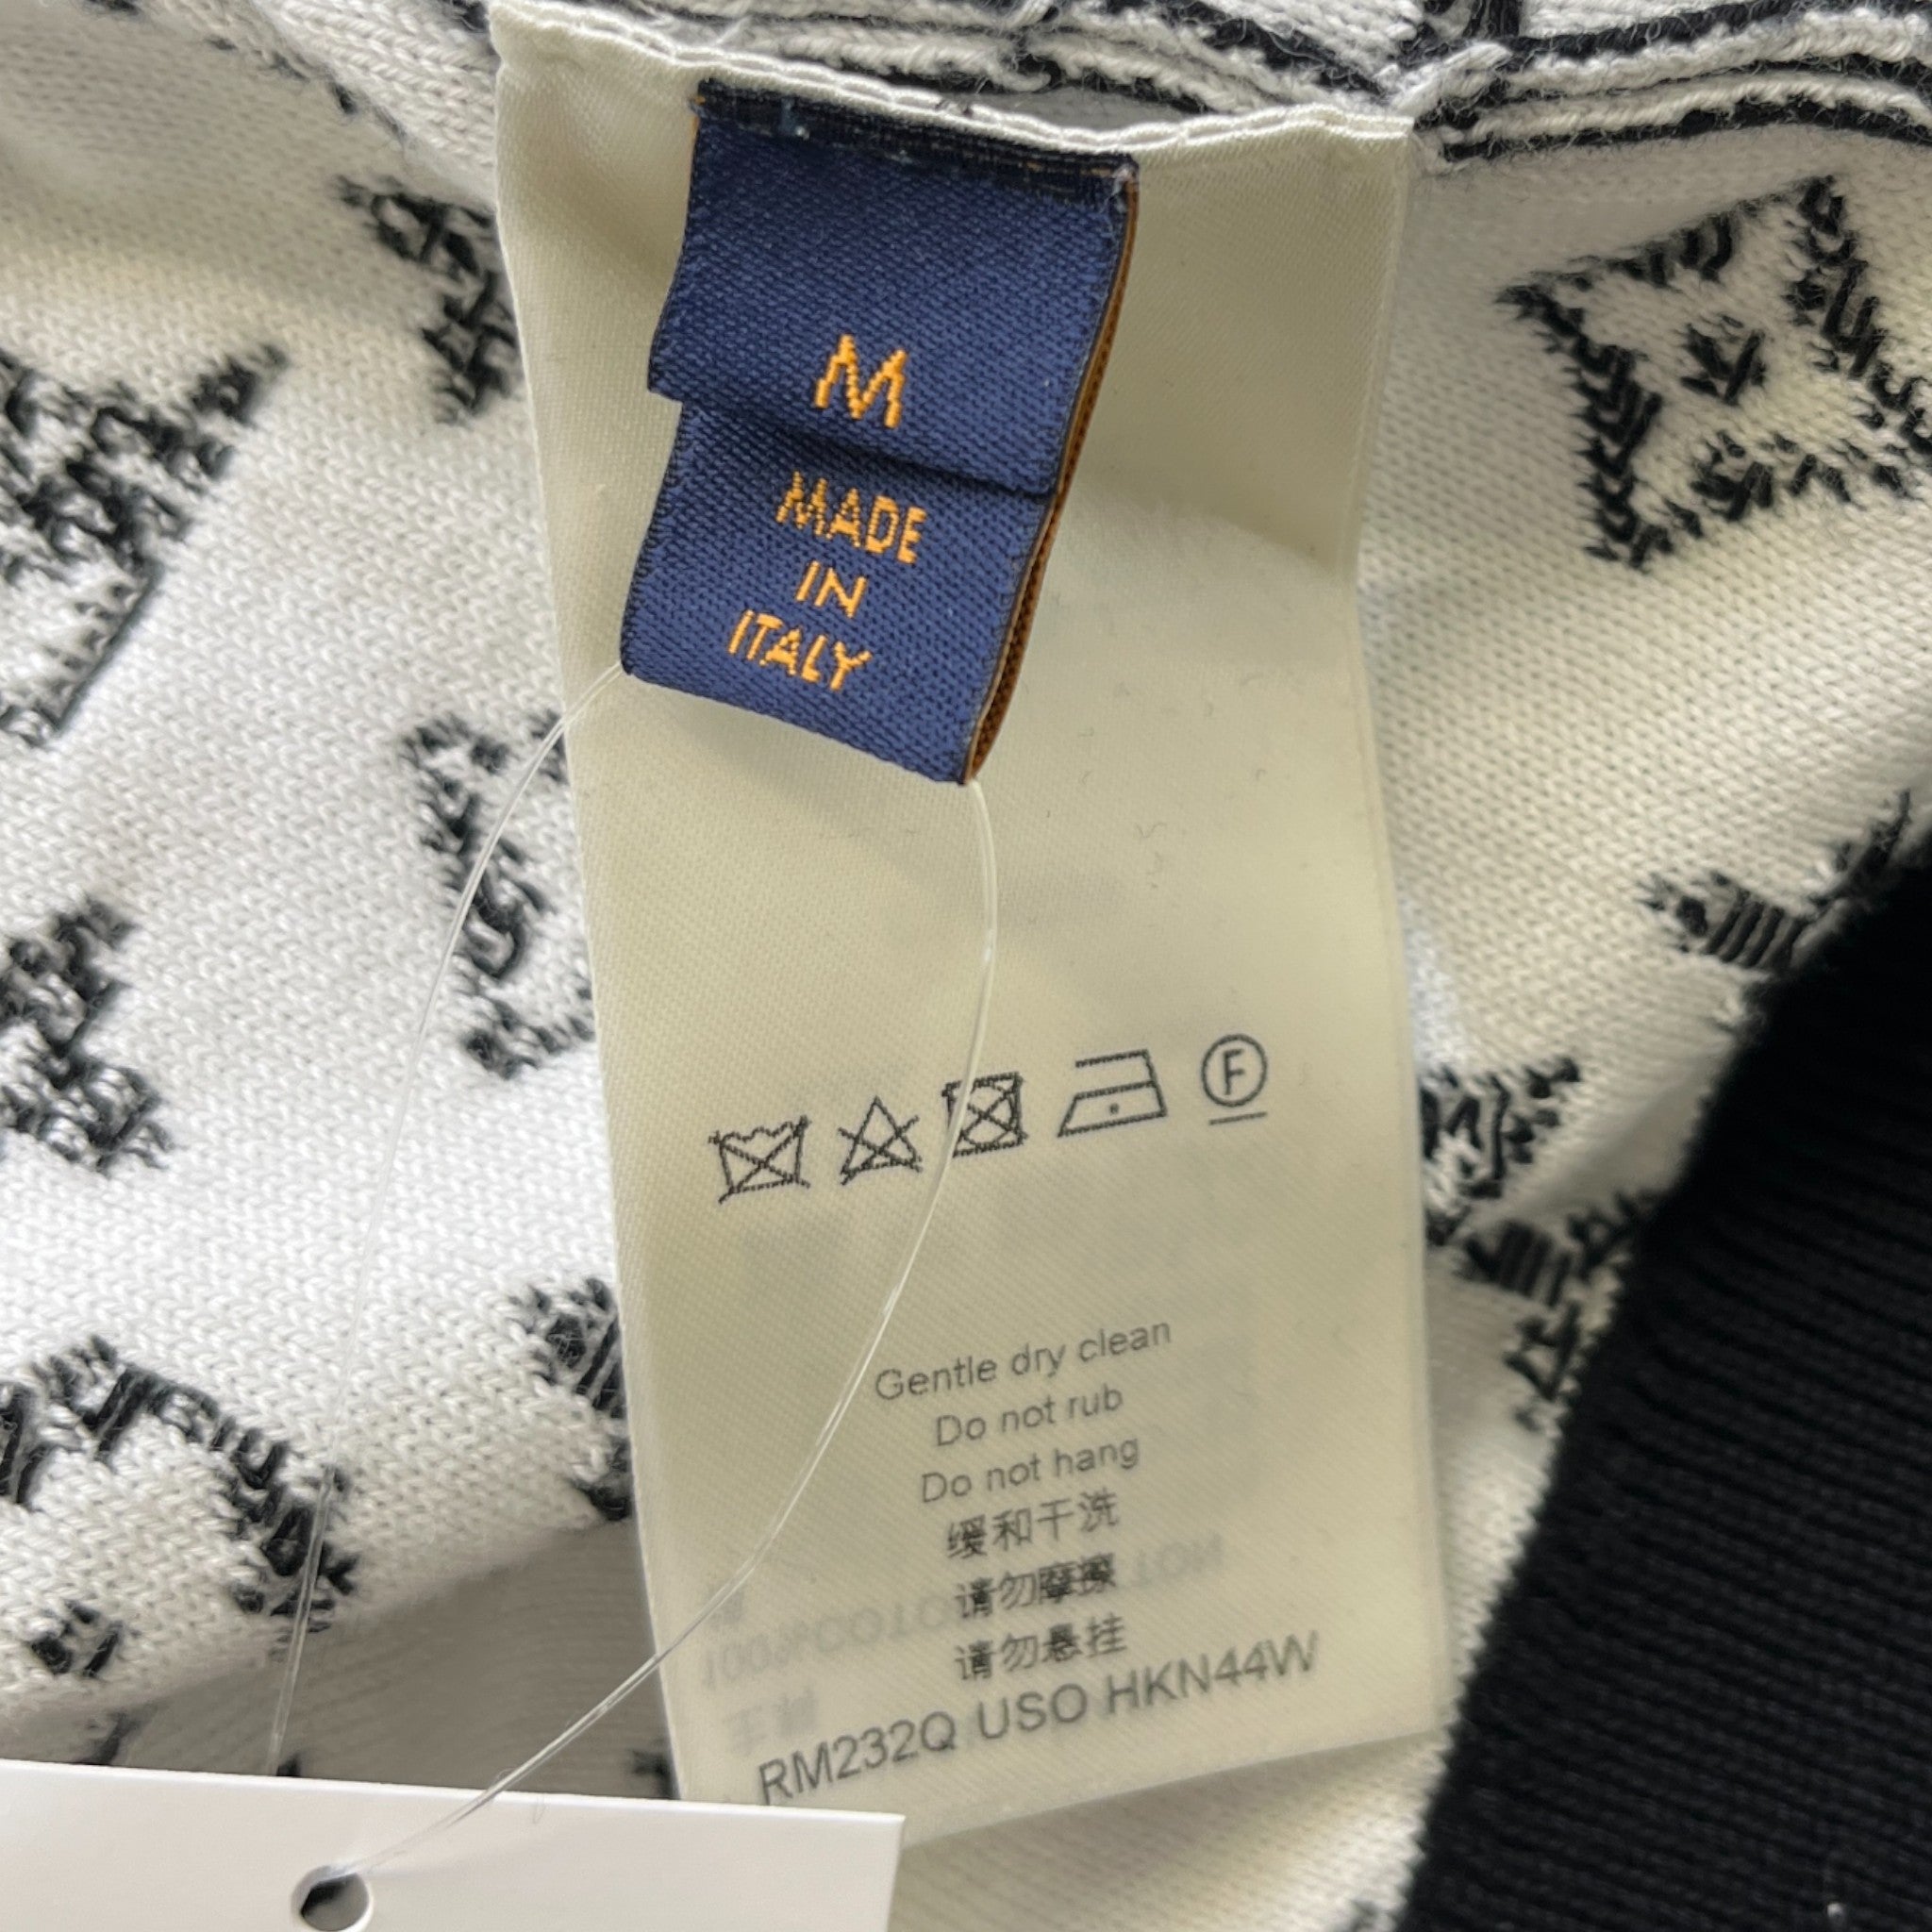 M
MADE
IN
ITALY
F
Gentle dry clean
Do not rub
Do not hang
缓和干洗
请勿摩擦
请勿悬挂
RM232Q USO HKN44W